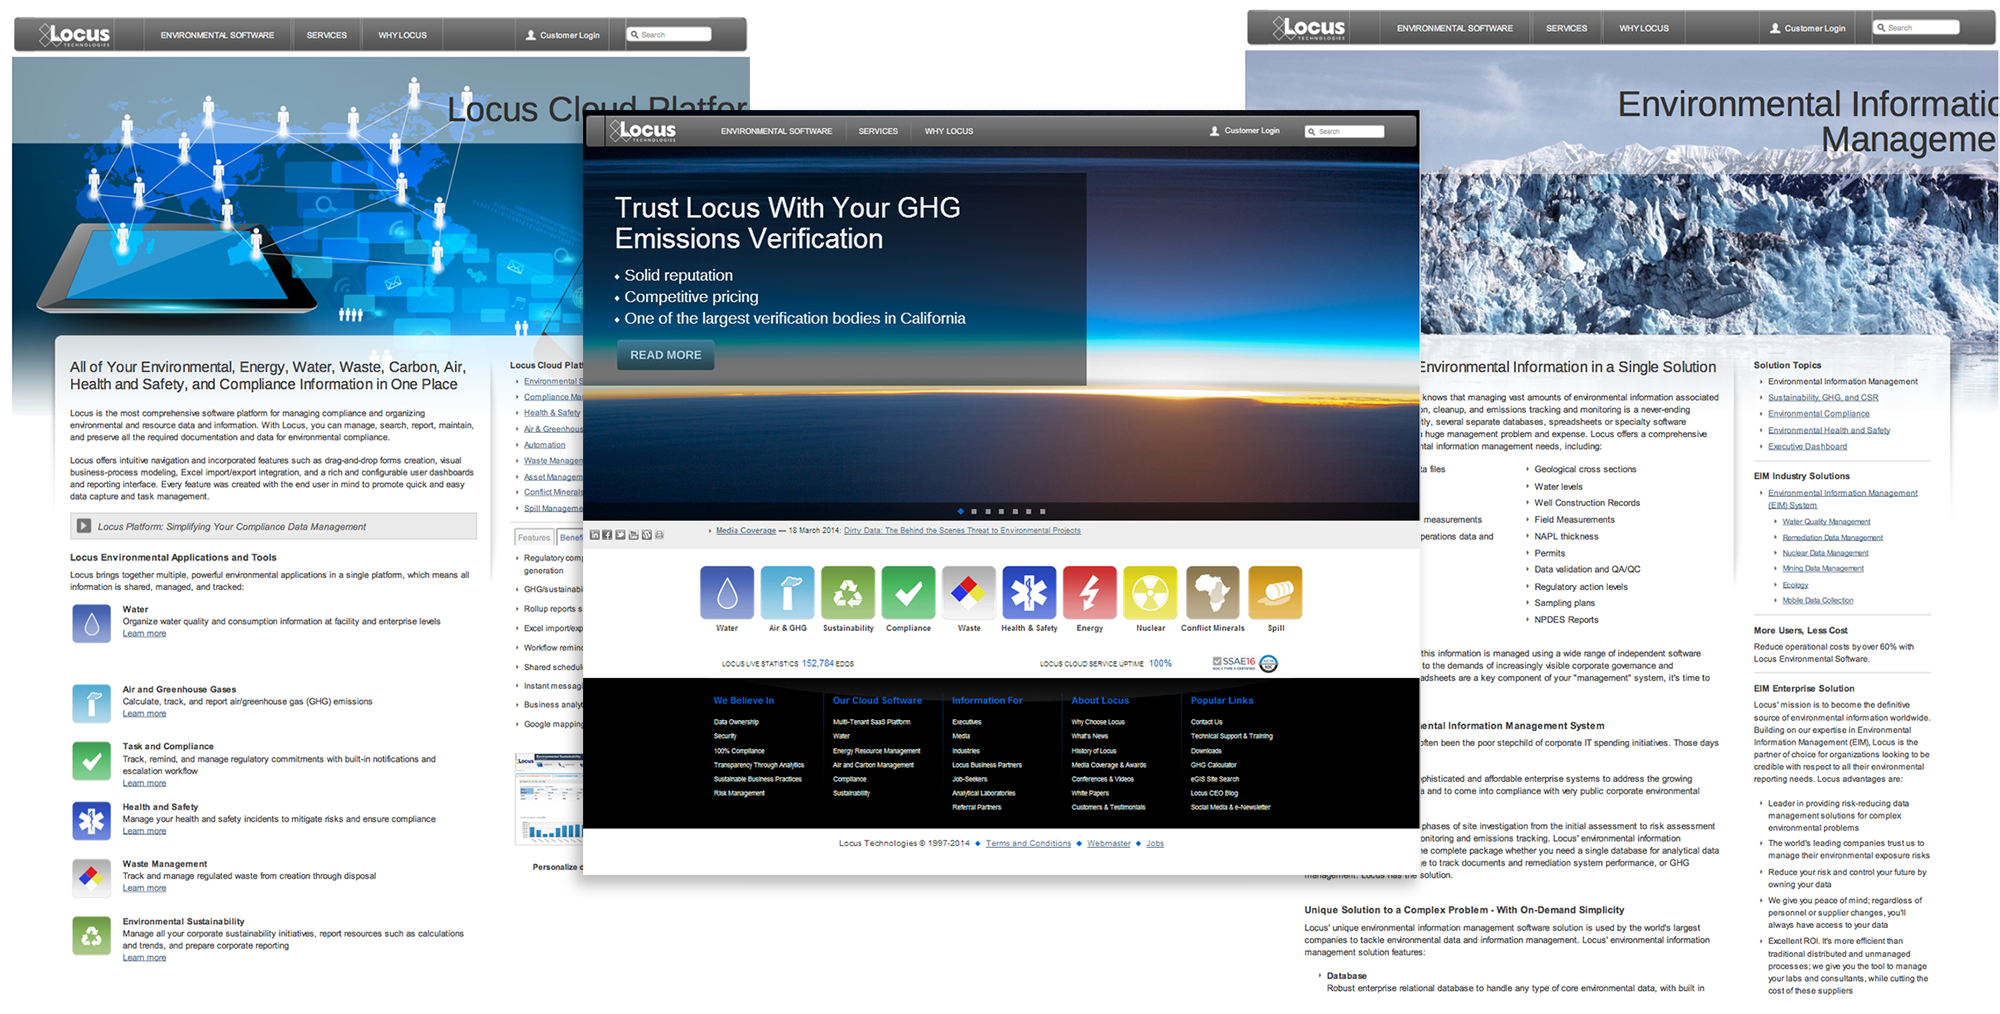 Locus
TECHNOLOGIES
ENVIRONMENTAL SOFTWARE
SERVICES
WHY LOCUS
Customer Login
Search
Locus Cloud Platfor
All of Your Environmental, Energy, Water, Waste, Carbon, Air,
Health and Safety, and Compliance Information in One Place
Locus is the most comprehensive software platform for managing compliance and organizing
environmental and resource data and information. With Locus, you can manage, search, report, maintain,
and preserve all the required documentation and data for environmental compliance.
Locus offers intuitive navigation and incorporated features such as drag-and-drop forms creation, visual
business-process modeling, Excel import/export integration, and a rich and configurable user dashboards
and reporting interface. Every feature was created with the end user in mind to promote quick and easy
data capture and task management.
Locus Platform: Simplifying Your Compliance Data Management
Locus Environmental Applications and Tools
Locus brings together multiple, powerful environmental applications in a single platform, which means all
information is shared, managed, and tracked:
Water
Organize water quality and consumption information at facility and enterprise levels
Learn more
Air and Greenhouse Gases
Calculate, track, and report air/greenhouse gas (GHG) emissions
Learn more
Task and Compliance
Track, remind, and manage regulatory commitments with built-in notifications and
escalation workflow
Learn more
Health and Safety
Manage your health and safety incidents to mitigate risks and ensure compliance
Learn more
Waste Management
Track and manage regulated waste from creation through disposal
Learn more
Environmental Sustainability
Manage all your corporate sustainability initiatives, report resources such as calculations
and trends, and prepare corporate reporting
Learn more
Locus Cloud Platf
Environmental S
Compliance Ma
Health & Safety
Air & Greenhous
Automation
Waste Managem
Asset Managem
Conflict Minerals
Spill Manageme
Features
Benef
Regulatory comp
generation
GHG/sustainabi
Rollup reports s
Excel import/exp
Workflow remind
Shared schedul
Instant messag
Business analyt
Google mapping
Personalize o
Locus
TECHNOLOGIES
ENVIRONMENTAL SOFTWARE
SERVICES
WHY LOCUS
Customer Login
Search
Trust Locus With Your GHG
Emissions Verification
Solid reputation
Competitive pricing
One of the largest verification bodies in California
READ MORE
Media Coverage — 18 March 2014: Dirty Data: The Behind the Scenes Threat to Environmental Projects
Water
Air & GHG
Sustainability
Compliance
Waste
Health & Safety
Energy
Nuclear
Conflict Minerals
Spill
LOCUS LIVE STATISTICS 152,784 EDDS
LOCUS CLOUD SERVICE UPTIME 100%
SSAE16
We Believe In
Data Ownership
Security
100% Compliance
Transparency Through Analytics
Sustainable Business Practices
Risk Management
Our Cloud Software
Multi-Tenant SaaS Platform
Water
Energy Resource Management
Air and Carbon Management
Compliance
Sustainability
Information For
Executives
Media
Industries
Locus Business Partners
Job-Seekers
Analytical Laboratories
Referral Partners
About Locus
Why Choose Locus
What's News
History of Locus
Media Coverage & Awards
Conferences & Videos
White Papers
Customers & Testimonials
Popular Links
Contact Us
Technical Support & Training
Downloads
GHG Calculator
eGIS Site Search
Locus CEO Blog
Social Media & e-Newsletter
Locus Technologies © 1997-2014 Terms and Conditions Webmaster Jobs
Locus
TECHNOLOGIES
ENVIRONMENTAL SOFTWARE
SERVICES
WHY LOCUS
Customer Login
Search
Environmental Informatic
Manageme
Environmental Information in a Single Solution
knows that managing vast amounts of environmental information associated
n, cleanup, and emissions tracking and monitoring is a never-ending
tly, several separate databases, spreadsheets or specialty software
huge management problem and expense. Locus offers a comprehensive
tal information management needs, including:
ta files
measurements
perations data and
Geological cross sections
Water levels
Well Construction Records
Field Measurements
NAPL thickness
Permits
Data validation and QA/QC
Regulatory action levels
Sampling plans
NPDES Reports
this information is managed using a wide range of independent software
to the demands of increasingly visible corporate governance and
adsheets are a key component of your "management" system, it's time to
ental Information Management System
often been the poor stepchild of corporate IT spending initiatives. Those days
phisticated and affordable enterprise systems to address the growing
a and to come into compliance with very public corporate environmental
phases of site investigation from the initial assessment to risk assessment
onitoring and emissions tracking. Locus' environmental information
he complete package whether you need a single database for analytical data
e to track documents and remediation system performance, or GHG
management. Locus has the solution.
Unique Solution to a Complex Problem - With On-Demand Simplicity
Locus' unique environmental information management software solution is used by the world's largest
companies to tackle environmental data and information management. Locus' environmental information
management solution features:
Database
Robust enterprise relational database to handle any type of core environmental data, with built in
Solution Topics
Environmental Information Management
Sustainability, GHG, and CSR
Environmental Compliance
Environmental Health and Safety
Executive Dashboard
EIM Industry Solutions
Environmental Information Management
(EIM) System
Water Quality Management
Remediation Data Management
Nuclear Data Management
Mining Data Management
Ecology
Mobile Data Collection
More Users, Less Cost
Reduce operational costs by over 60% with
Locus Environmental Software.
EIM Enterprise Solution
Locus' mission is to become the definitive
source of environmental information worldwide.
Building on our expertise in Environmental
Information Management (EIM), Locus is the
partner of choice for organizations looking to be
credible with respect to all their environmental
reporting needs. Locus advantages are:
Leader in providing risk-reducing data
management solutions for complex
environmental problems
The world's leading companies trust us to
manage their environmental exposure risks
Reduce your risk and control your future by
owning your data
We give you peace of mind; regardless of
personnel or supplier changes, you'll
always have access to your data
Excellent ROI. It's more efficient than
traditional distributed and unmanaged
processes; we give you the tool to manage
your labs and consultants, while cutting the
cost of these suppliers